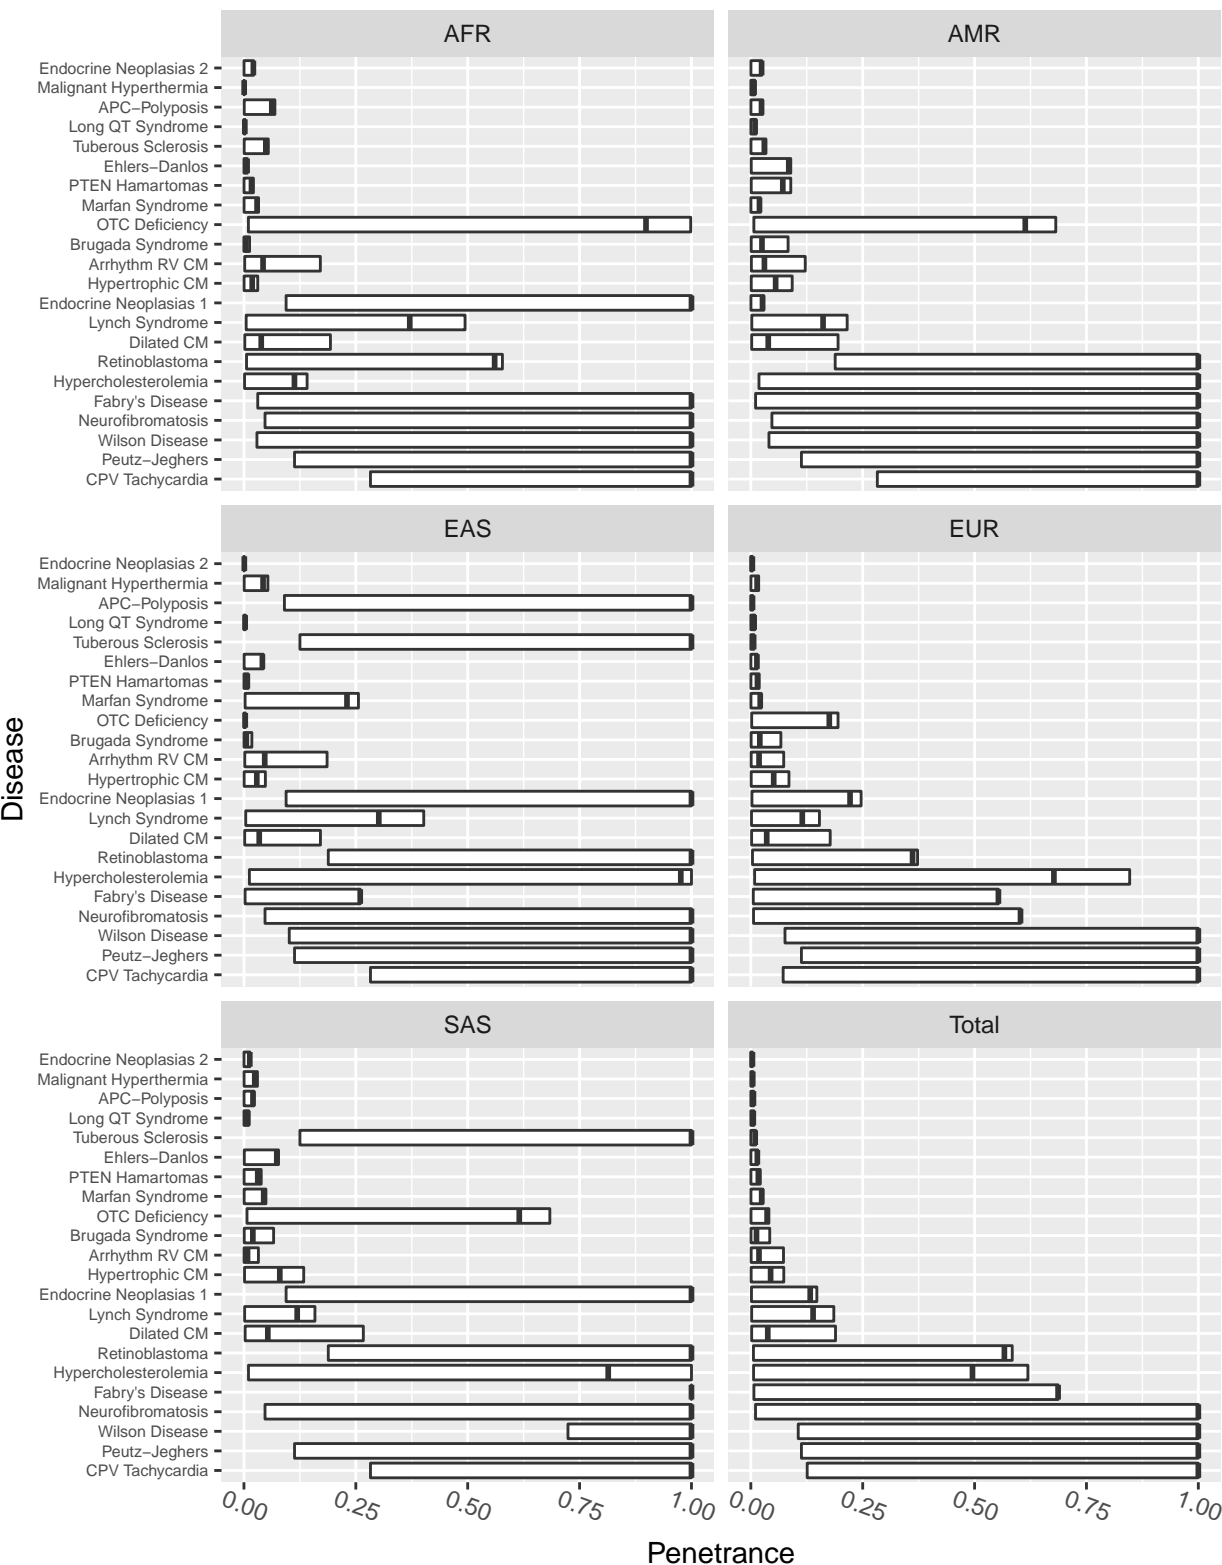 AFR AMR
Endocrine Neoplasias 2
Malignant Hyperthermia
APC−Polyposis
Long QT Syndrome
Tuberous Sclerosis
Ehlers−Danlos
PTEN Hamartomas
Marfan Syndrome
OTC Deficiency
Brugada Syndrome
Arrhythm RV CM
Hypertrophic CM
Endocrine Neoplasias 1
Lynch Syndrome
Dilated CM
Retinoblastoma
Hypercholesterolemia
Fabry's Disease
Neurofibromatosis
Wilson Disease
Peutz−Jeghers
CPV Tachycardia
EAS EUR
Endocrine Neoplasias 2
Malignant Hyperthermia
APC−Polyposis
Long QT Syndrome
Tuberous Sclerosis
Ehlers−Danlos
PTEN Hamartomas
Marfan Syndrome
OTC Deficiency
Brugada Syndrome
Arrhythm RV CM
Hypertrophic CM
Endocrine Neoplasias 1
Lynch Syndrome
Dilated CM
Retinoblastoma
Hypercholesterolemia
Fabry's Disease
Neurofibromatosis
Wilson Disease
Peutz−Jeghers
CPV Tachycardia
Disease
SAS Total
Endocrine Neoplasias 2
Malignant Hyperthermia
APC−Polyposis
Long QT Syndrome
Tuberous Sclerosis
Ehlers−Danlos
PTEN Hamartomas
Marfan Syndrome
OTC Deficiency
Brugada Syndrome
Arrhythm RV CM
Hypertrophic CM
Endocrine Neoplasias 1
Lynch Syndrome
Dilated CM
Retinoblastoma
Hypercholesterolemia
Fabry's Disease
Neurofibromatosis
Wilson Disease
Peutz−Jeghers
CPV Tachycardia
0.00 0.25 0.50 0.75 1.00 0.00 0.25 0.50 0.75 1.00
Penetrance